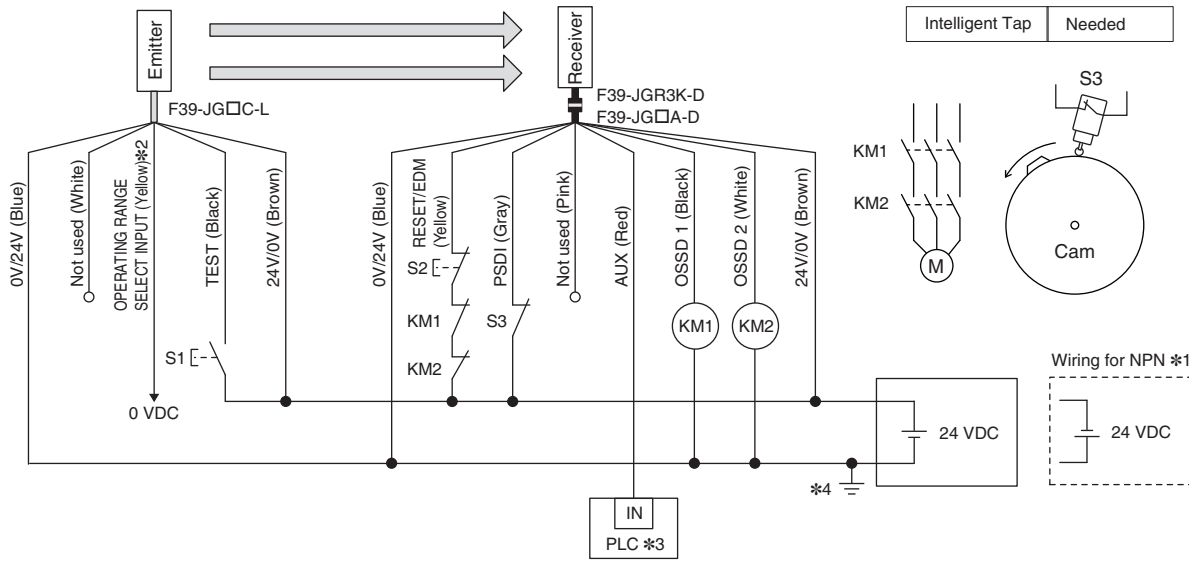 Emitter
F39-JG□C-L
Receiver
F39-JGR3K-D
F39-JG□A-D
Intelligent Tap Needed
0V/24V (Blue)
Not used (White)
OPERATING RANGE
SELECT INPUT (Yellow)✱2
TEST (Black)
24V/0V (Brown)
S1
0 VDC
0V/24V (Blue)
RESET/EDM
(Yellow)
S2
KM1
KM2
PSDI (Gray)
S3
Not used (Pink)
AUX (Red)
OSSD 1 (Black)
KM1
OSSD 2 (White)
KM2
24V/0V (Brown)
KM1
KM2
M
S3
Cam
24 VDC
Wiring for NPN ✱1
24 VDC
✱4
IN
PLC ✱3